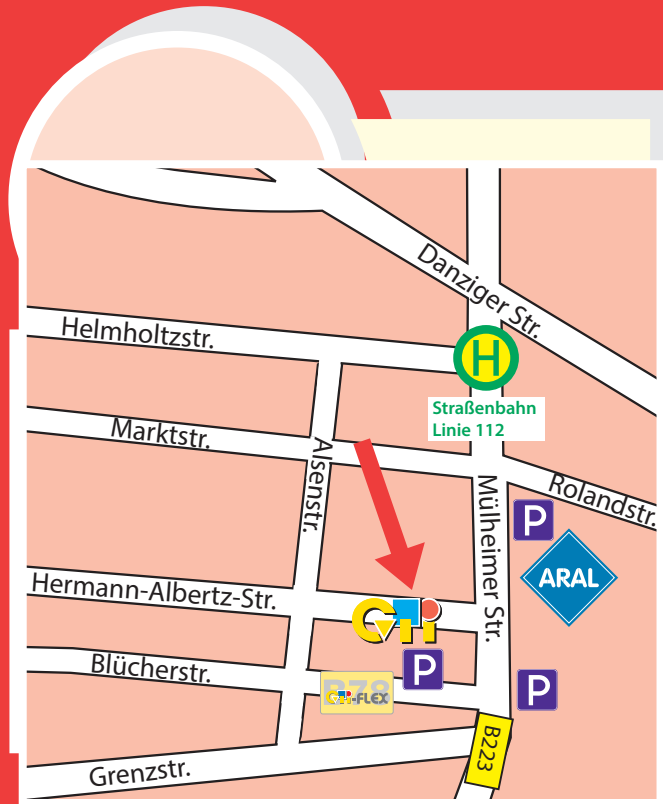 Danziger Str.
Helmholtzstr.
H
Straßenbahn
Linie 112
Marktstr.
Alsenstr.
Mülheimer Str.
Rolandstr.
P
ARAL
Hermann-Albertz-Str.
GTi
Blücherstr.
P
P
B78
-FLEX
B223
Grenzstr.